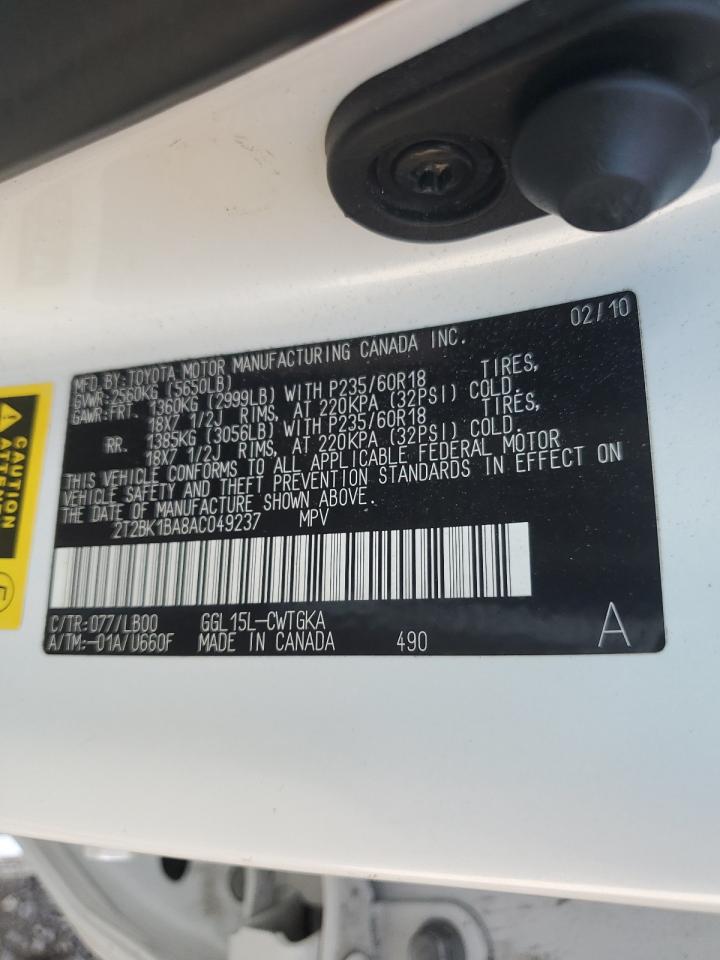 02/10
MFD. BY: TOYOTA MOTOR MANUFACTURING CANADA INC.
GVWR: 2560KG (5650LB)
GAWR: FRT. 1360KG (2999LB) WITH P235/60R18 TIRES,
18X7 1/2J RIMS, AT 220KPA (32PSI) COLD.
RR. 1385KG (3056LB) WITH P235/60R18 TIRES,
18X7 1/2J RIMS, AT 220KPA (32PSI) COLD.
THIS VEHICLE CONFORMS TO ALL APPLICABLE FEDERAL MOTOR
VEHICLE SAFETY AND THEFT PREVENTION STANDARDS IN EFFECT ON
THE DATE OF MANUFACTURE SHOWN ABOVE.
2T2BK1BA8AC049237 MPV
C/TR: 077/LB00 GGL15L-CWTGKA
A/TM: -01A/U660F MADE IN CANADA 490
A
CAUTION